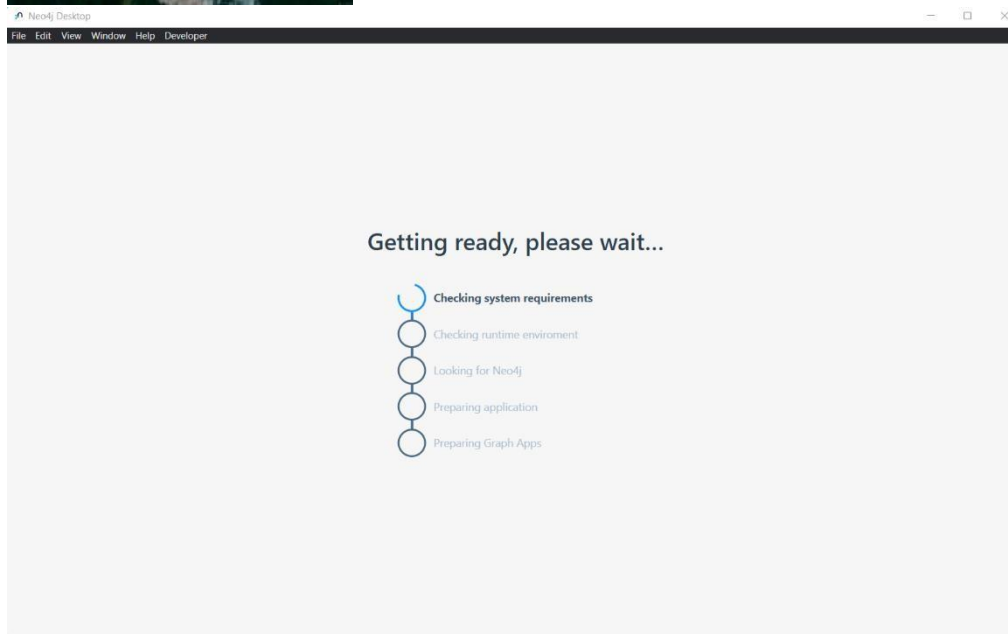 Neo4j Desktop
File Edit View Window Help Developer
Getting ready, please wait...
Checking system requirements
Checking runtime enviroment
Looking for Neo4j
Preparing application
Preparing Graph Apps